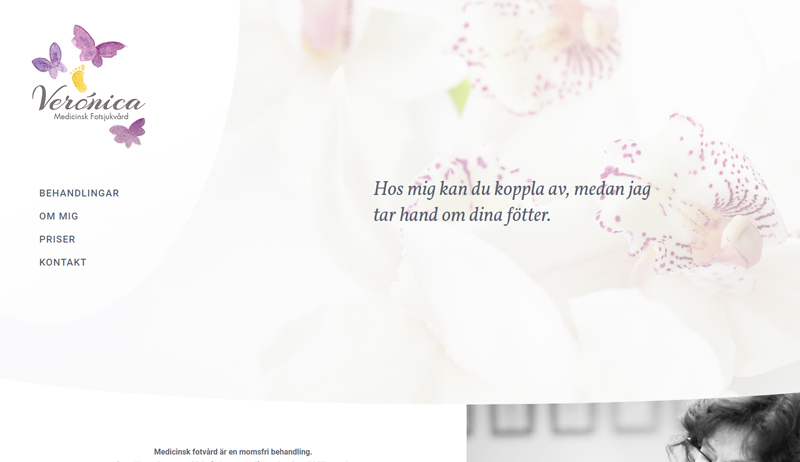 Verónica
Medicinsk Fotsjukvård
BEHANDLINGAR
OM MIG
PRISER
KONTAKT
Hos mig kan du koppla av, medan jag
tar hand om dina fötter.
Medicinsk fotvård är en momsfri behandling.